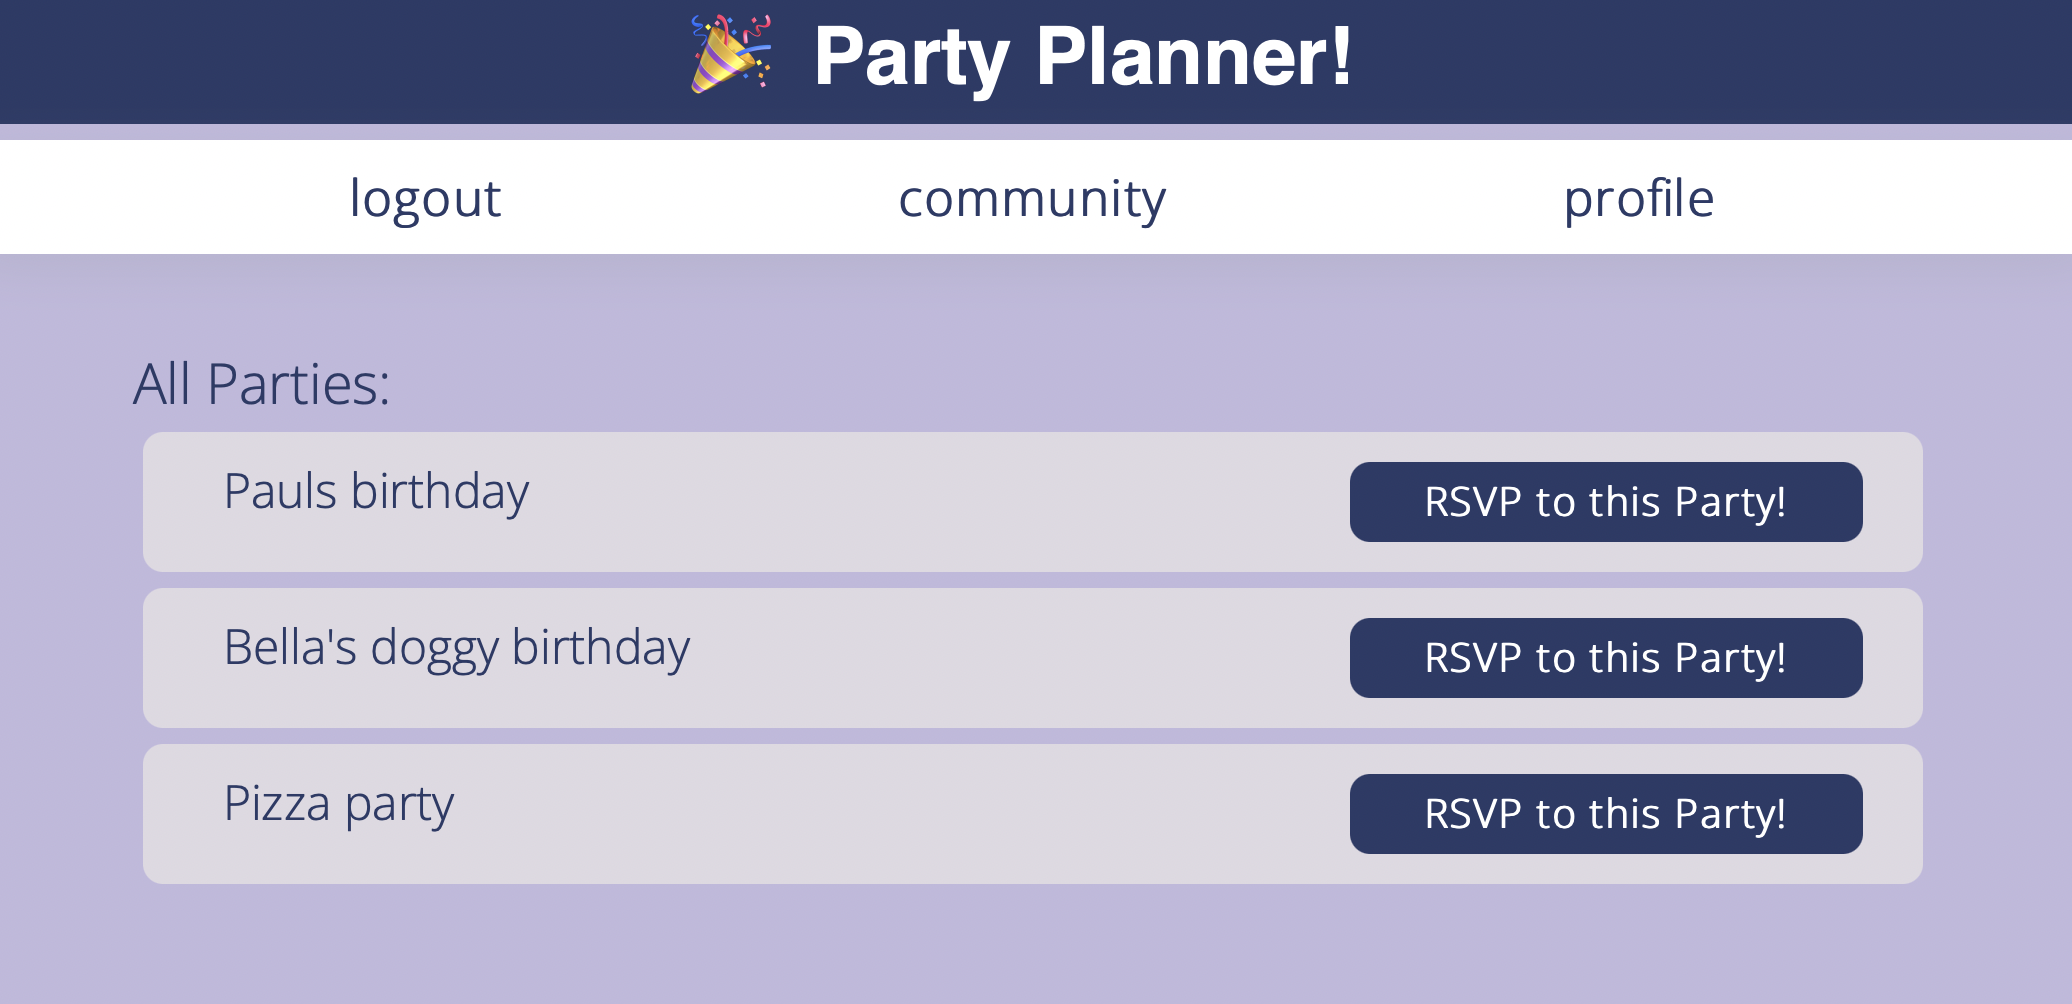 Party Planner!
logout community profile
All Parties:
Pauls birthday RSVP to this Party!
Bella's doggy birthday RSVP to this Party!
Pizza party RSVP to this Party!